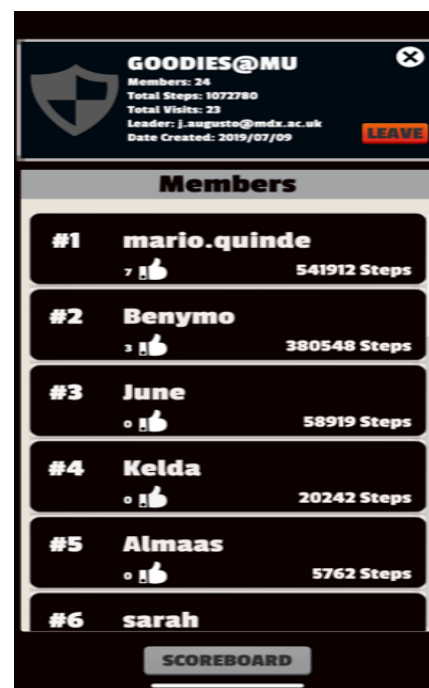 GOODIES@MU
Members: 24
Total Steps: 1072780
Total Visits: 23
Leader: j.augusto@mdx.ac.uk
Date Created: 2019/07/09
LEAVE
Members
#1 mario.quinde
7 541912 Steps
#2 Benymo
3 380548 Steps
#3 June
0 58919 Steps
#4 Kelda
0 20242 Steps
#5 Almaas
0 5762 Steps
#6 sarah
SCOREBOARD